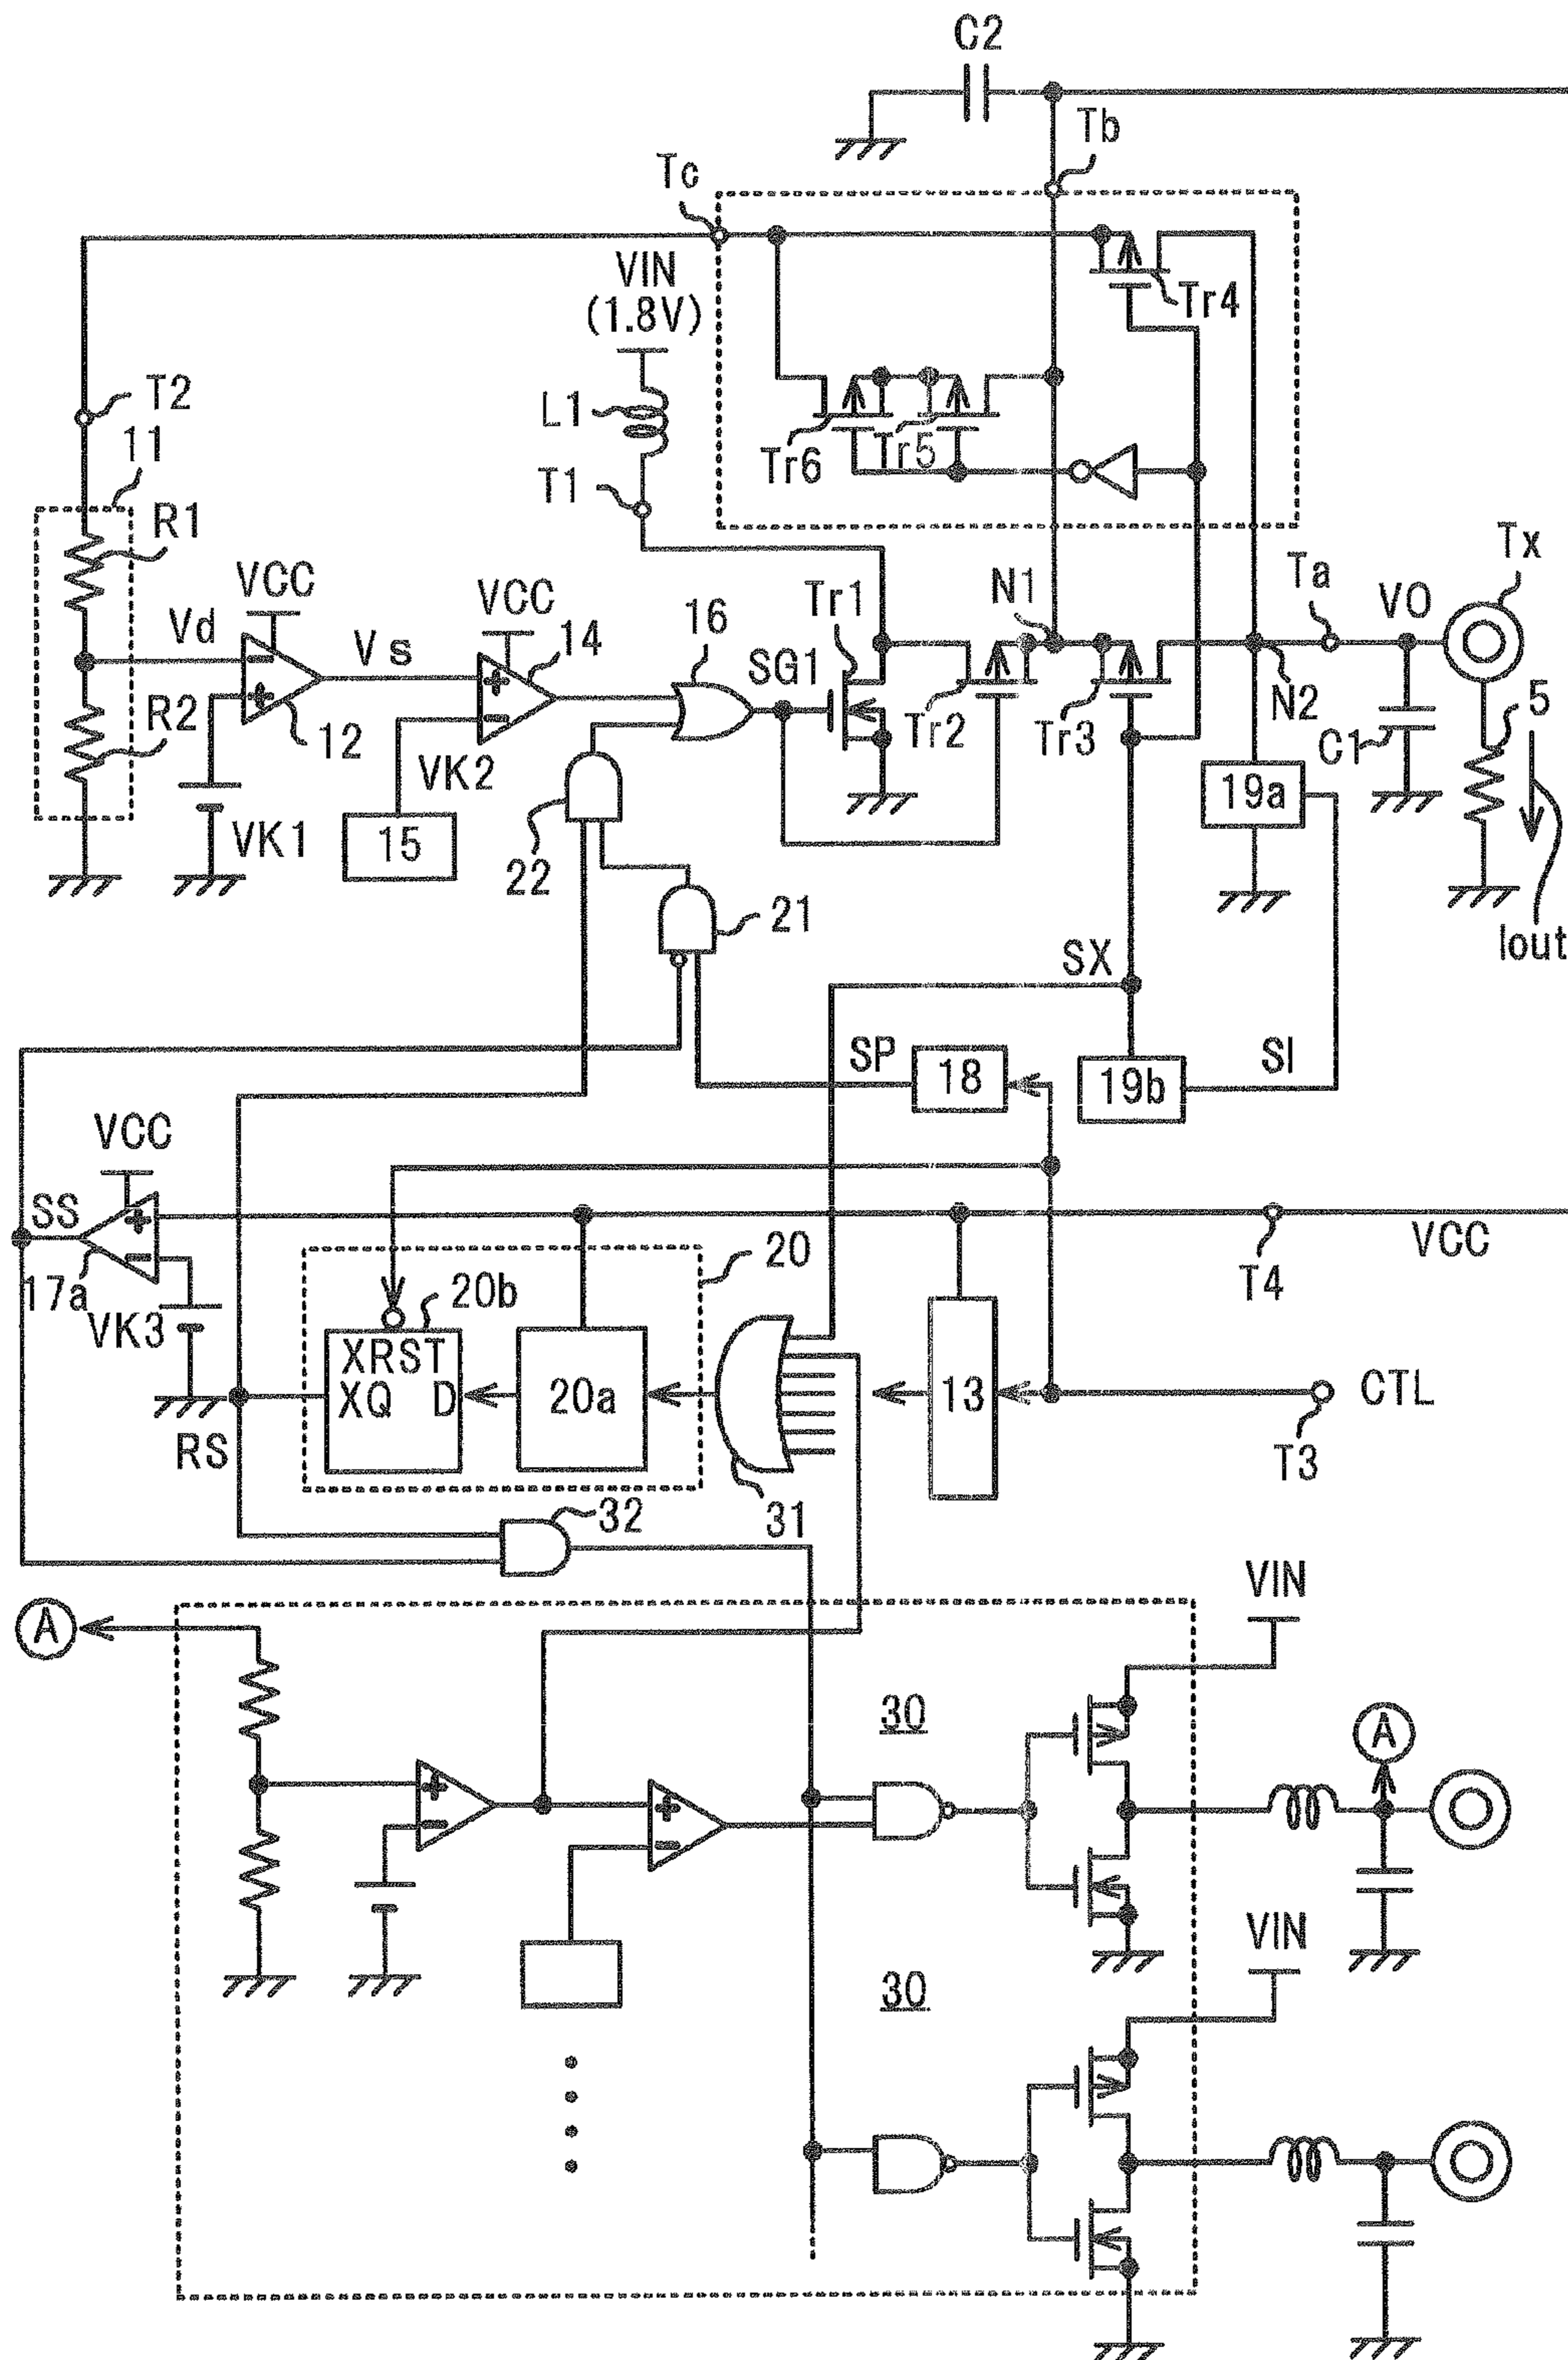 C2
Tb
Tc
VIN
(1.8V)
Tr4
T2
L1
11
Tr6
Tr5
T1
R1
Tx
VCC
N1
Ta
VO
Vd
Vs
VCC
14
16
SG1
Tr1
R2
12
Tr2
Tr3
N2
C1
5
VK2
19a
VK1
15
22
21
Iout
SX
SP
18
SI
19b
VCC
SS
20
VCC
T4
17a
VK3
20b
XRST
XQ
D
20a
13
CTL
RS
T3
31
32
VIN
A
30
A
VIN
30